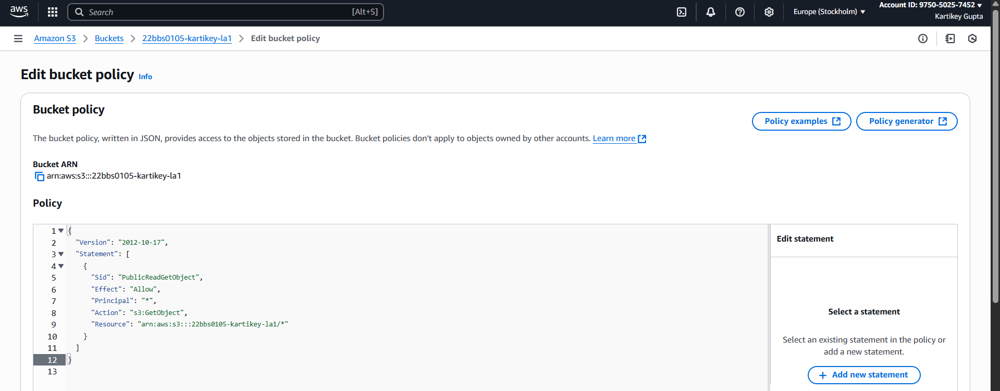 aws
Search [Alt+S]
Europe (Stockholm)
Account ID: 9750-5025-7452
Kartikey Gupta
Amazon S3 > Buckets > 22bbs0105-kartikey-la1 > Edit bucket policy
Edit bucket policy Info
Bucket policy
Policy examples
Policy generator
The bucket policy, written in JSON, provides access to the objects stored in the bucket. Bucket policies don't apply to objects owned by other accounts. Learn more
Bucket ARN
arn:aws:s3:::22bbs0105-kartikey-la1
Policy
1 {
2 "Version": "2012-10-17",
3 "Statement": [
4 {
5 "Sid": "PublicReadGetObject",
6 "Effect": "Allow",
7 "Principal": "*",
8 "Action": "s3:GetObject",
9 "Resource": "arn:aws:s3:::22bbs0105-kartikey-la1/*"
10 }
11 ]
12 }
13
Edit statement
Select a statement
Select an existing statement in the policy or
add a new statement.
+ Add new statement